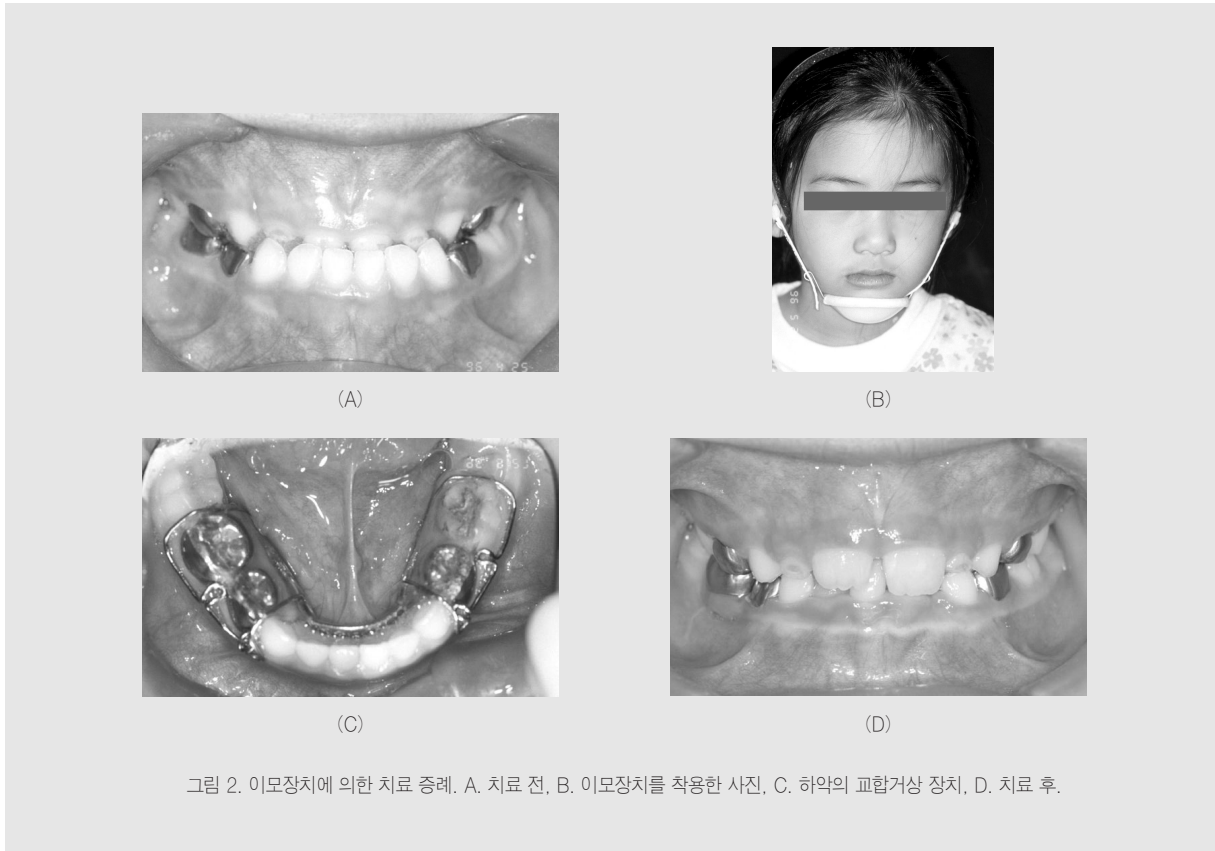 (A)
(B)
(C)
(D)
그림 2. 이모장치에 의한 치료 증례. A. 치료 전, B. 이모장치를 착용한 사진, C. 하악의 교합거상 장치, D. 치료 후.